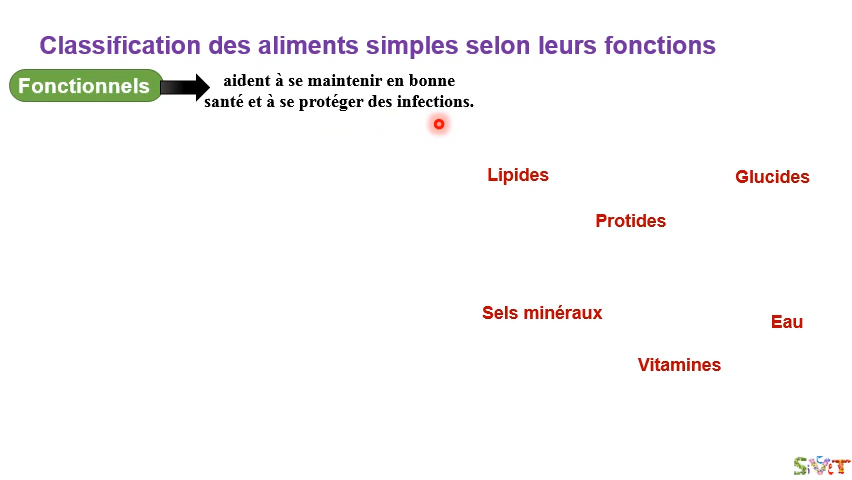 Classification des aliments simples selon leurs fonctions
Fonctionnels
aident à se maintenir en bonne
santé et à se protéger des infections.
Lipides
Glucides
Protides
Sels minéraux
Eau
Vitamines